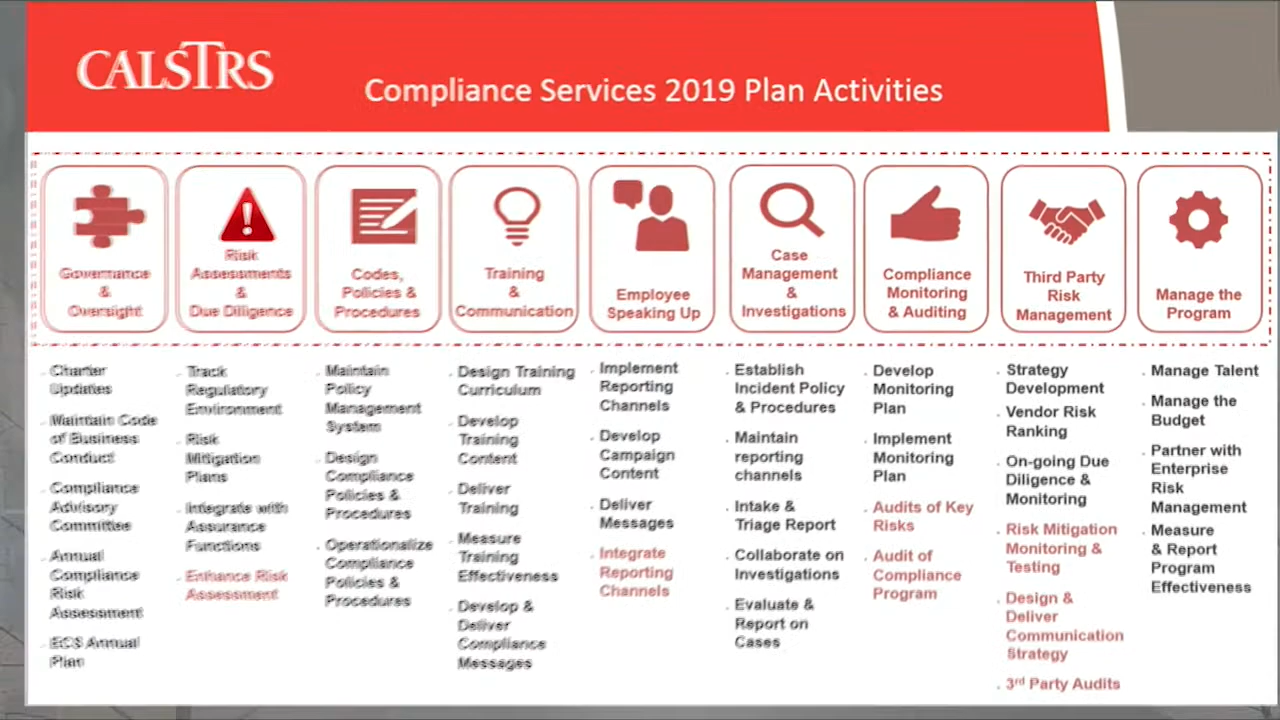 CALSTRS
Compliance Services 2019 Plan Activities
Governance
&
Oversight
Risk
Assessments
&
Due Diligence
Codes,
Policies &
Procedures
Training
&
Communication
Employee
Speaking Up
Case
Management
&
Investigations
Compliance
Monitoring
& Auditing
Third Party
Risk
Management
Manage the
Program
Charter
Updates
Maintain Code
of Business
Conduct
Compliance
Advisory
Committee
Annual
Compliance
Risk
Assessment
ECS Annual
Plan
Track
Regulatory
Environment
Risk
Mitigation
Plans
Integrate with
Assurance
Functions
Enhance Risk
Assessment
Maintain
Policy
Management
System
Design
Compliance
Policies &
Procedures
Operationalize
Compliance
Policies &
Procedures
Design Training
Curriculum
Develop
Training
Content
Deliver
Training
Measure
Training
Effectiveness
Develop &
Deliver
Compliance
Messages
Implement
Reporting
Channels
Develop
Campaign
Content
Deliver
Messages
Integrate
Reporting
Channels
Establish
Incident Policy
& Procedures
Maintain
reporting
channels
Intake &
Triage Report
Collaborate on
Investigations
Evaluate &
Report on
Cases
Develop
Monitoring
Plan
Implement
Monitoring
Plan
Audits of Key
Risks
Audit of
Compliance
Program
Strategy
Development
Vendor Risk
Ranking
On-going Due
Diligence &
Monitoring
Risk Mitigation
Monitoring &
Testing
Design &
Deliver
Communication
Strategy
3rd Party Audits
Manage Talent
Manage the
Budget
Partner with
Enterprise
Risk
Management
Measure
& Report
Program
Effectiveness